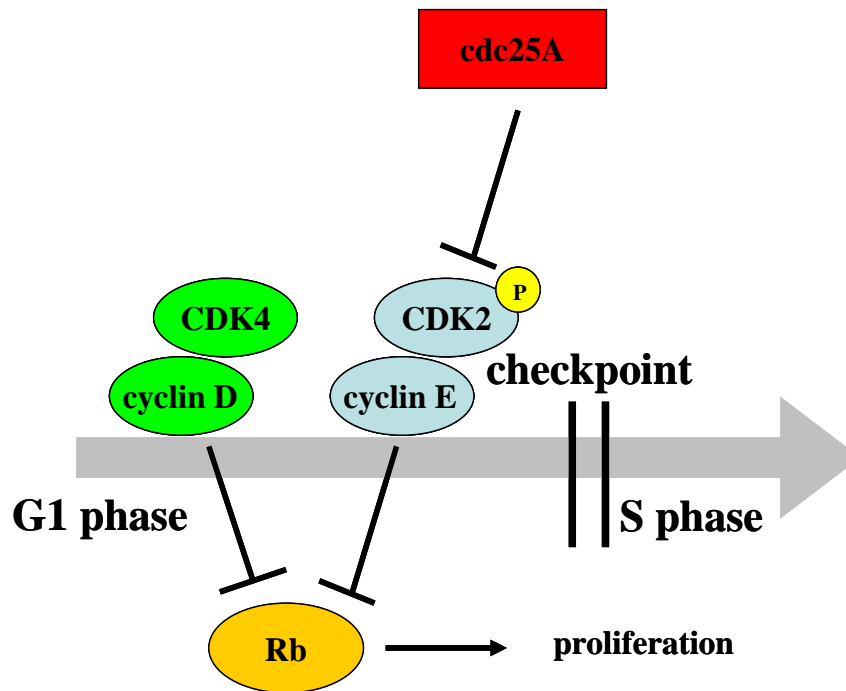 cdc25A
P
CDK4
CDK2
checkpoint
cyclin D
cyclin E
G1 phase
S phase
Rb
proliferation